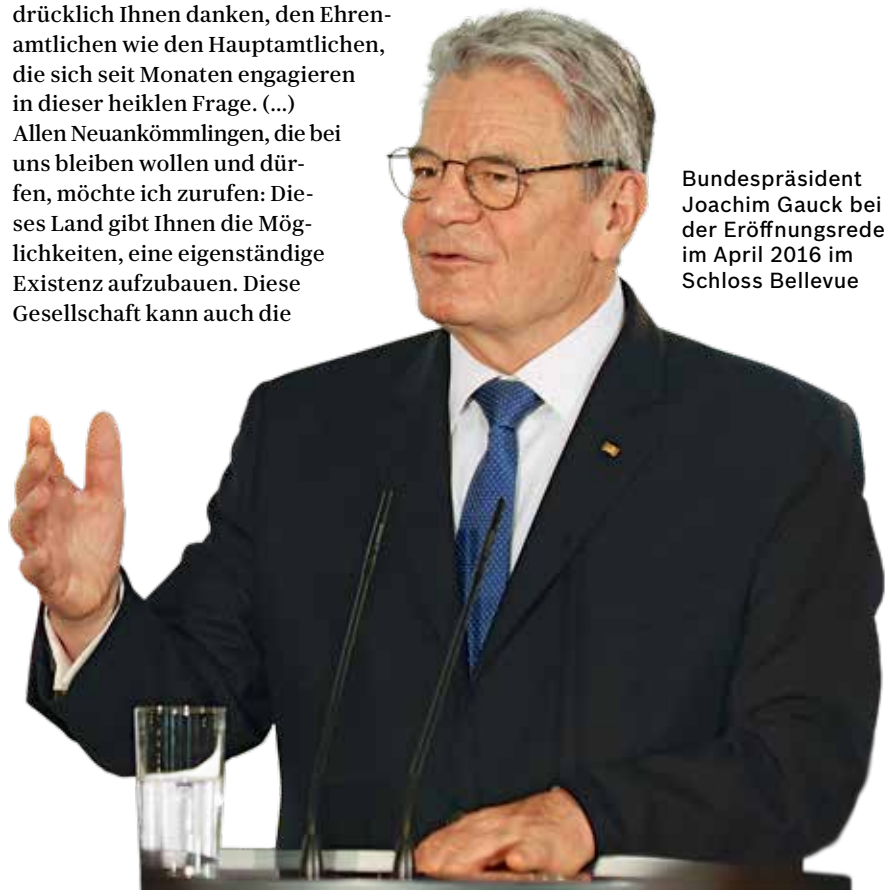 drücklich Ihnen danken, den Ehren-
amtlichen wie den Hauptamtlichen,
die sich seit Monaten engagieren
in dieser heiklen Frage. (...)
Allen Neuankömmlingen, die bei
uns bleiben wollen und dür-
fen, möchte ich zurufen: Die-
ses Land gibt Ihnen die Mög-
lichkeiten, eine eigenständige
Existenz aufzubauen. Diese
Gesellschaft kann auch die
Bundespräsident
Joachim Gauck bei
der Eröffnungsrede
im April 2016 im
Schloss Bellevue